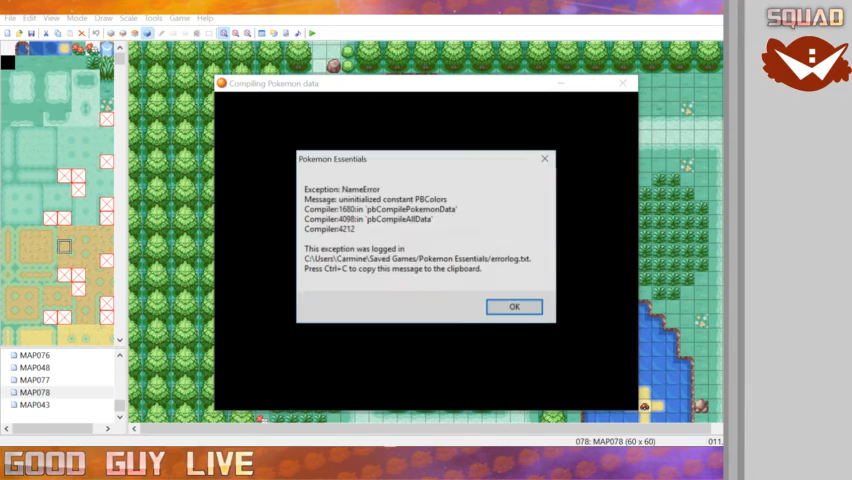 SQUAD
File Edit View Mode Draw Scale Tools Game Help
Compiling Pokemon data
Pokemon Essentials
Exception: NameError
Message: uninitialized constant PBColors
Compiler:1680:in 'pbCompilePokemonData'
Compiler:4098:in 'pbCompileAllData'
Compiler:4212
This exception was logged in
C:\Users\Carmine\Saved Games/Pokemon Essentials/errorlog.txt.
Press Ctrl+C to copy this message to the clipboard.
OK
MAP076
MAP048
MAP077
MAP078
MAP043
078: MAP078 (60 x 60)
011,
GOOD GUY LIVE